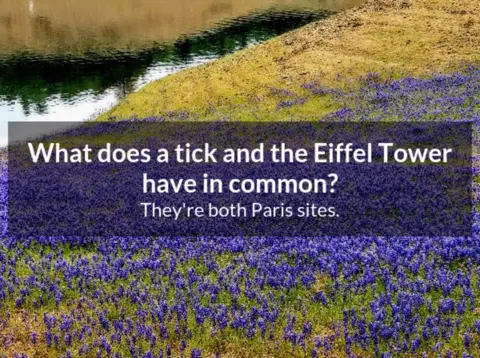 What does a tick and the Eiffel Tower
have in common?
They're both Paris sites.